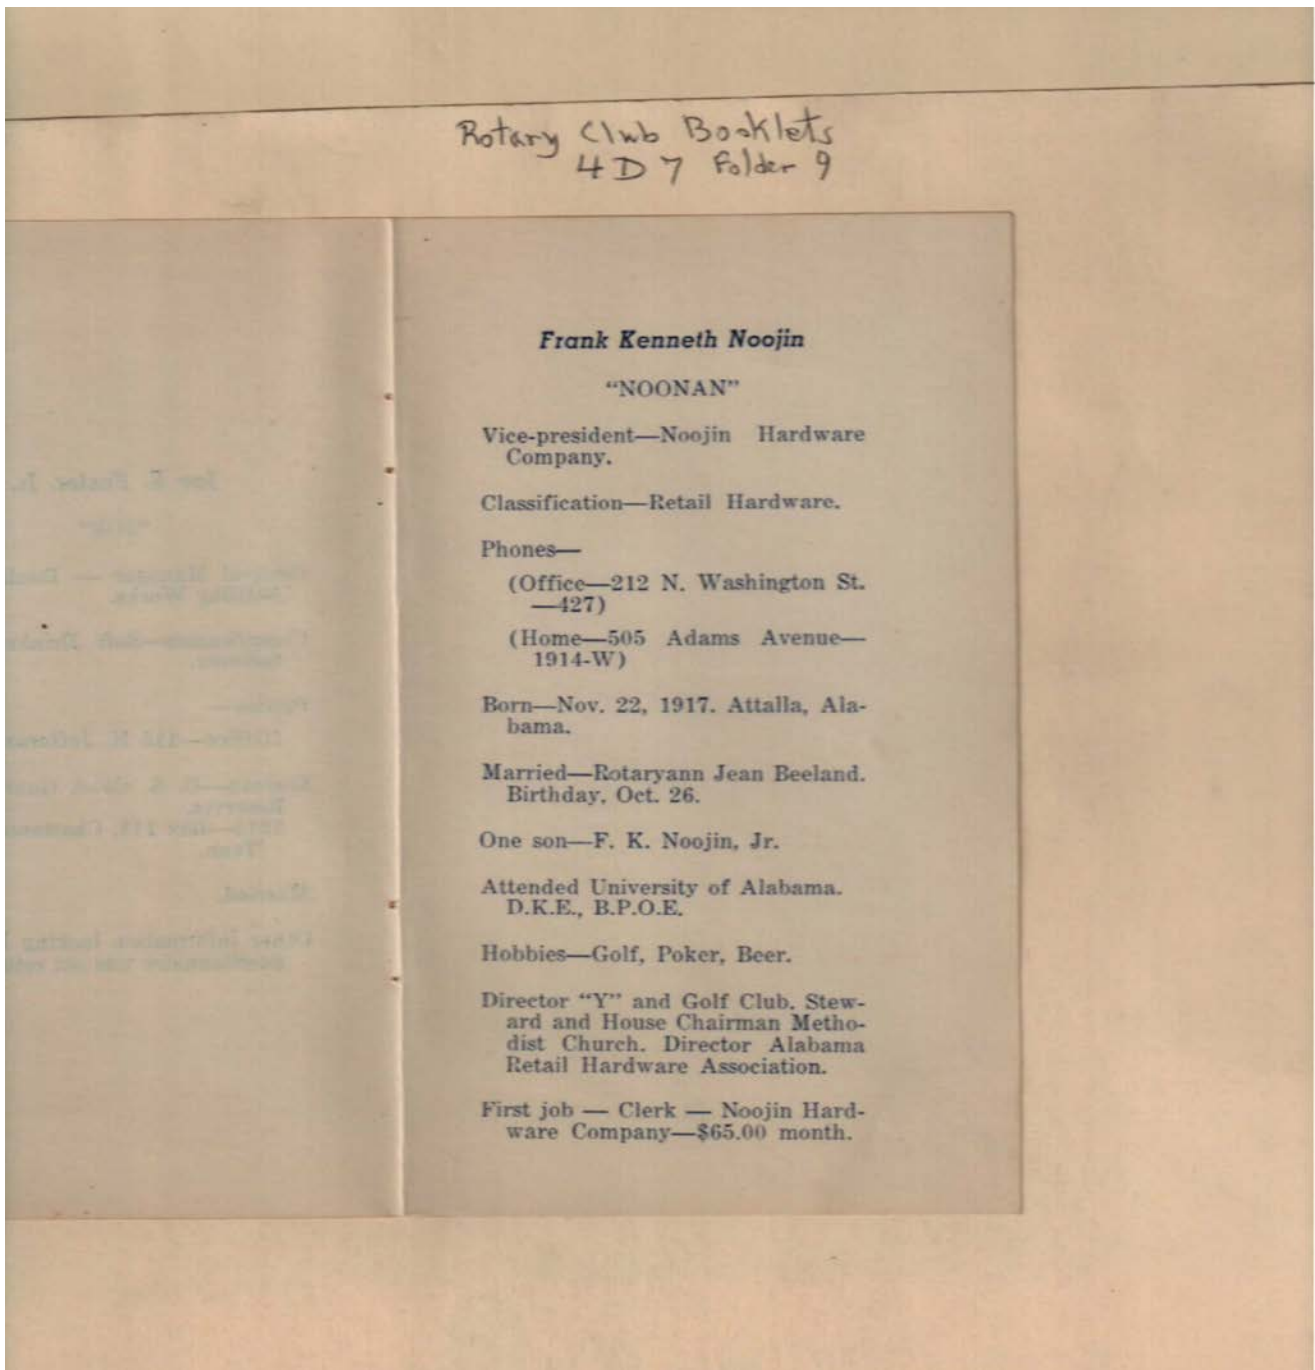 Rotary Club Booklets
4D7 Folder 9
Frank Kenneth Noojin
“NOONAN”
Vice-president—Noojin Hardware
Company.
Classification—Retail Hardware.
Phones—
(Office—212 N. Washington St.
—427)
(Home—505 Adams Avenue—
1914-W)
Born—Nov. 22, 1917. Attalla, Ala-
bama.
Married—Rotaryann Jean Beeland.
Birthday, Oct. 26.
One son—F. K. Noojin, Jr.
Attended University of Alabama.
D.K.E., B.P.O.E.
Hobbies—Golf, Poker, Beer.
Director “Y” and Golf Club. Stew-
ard and House Chairman Metho-
dist Church. Director Alabama
Retail Hardware Association.
First job — Clerk — Noojin Hard-
ware Company—$65.00 month.